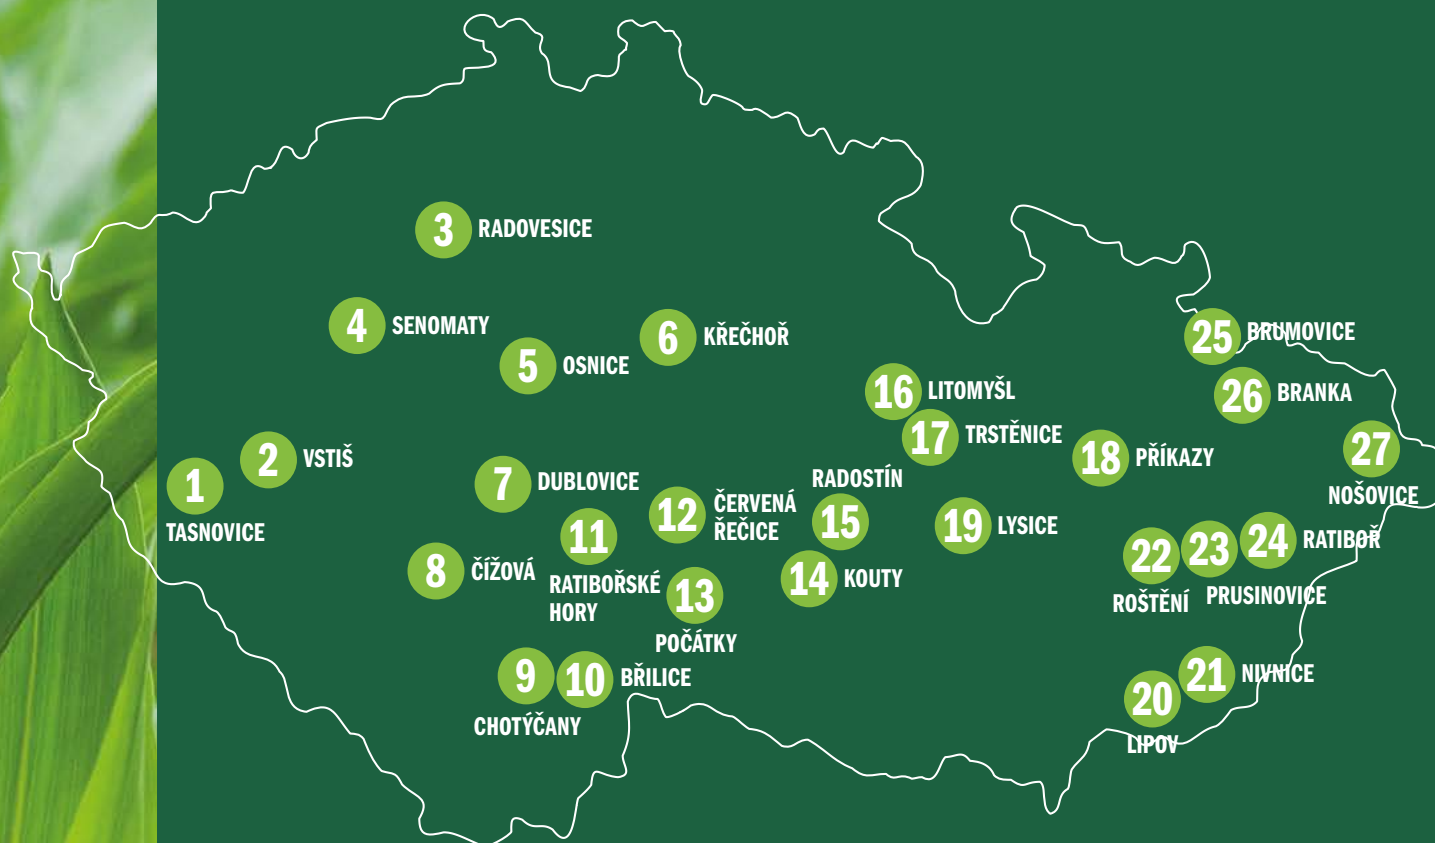 3 RADOVESICE
4 SENOMATY
5 OSNICE
6 KŘEČHOŘ
25 BRUMOVICE
26 BRANKA
16 LITOMYŠL
17 TRSTĚNICE
18 PŘÍKAZY
27
NOŠOVICE
1
TASNOVICE
2 VSTIŠ
7 DUBLOVICE
8 ČÍŽOVÁ
11
RATIBOŘSKÉ
HORY
12 ČERVENÁ
ŘEČICE
13
POČÁTKY
RADOSTÍN
15
14 KOUTY
19 LYSICE
22
ROŠTĚNÍ
23
PRUSINOVICE
24 RATIBOŘ
9
CHOTÝČANY
10 BŘILICE
20
LIPOV
21 NIVNICE